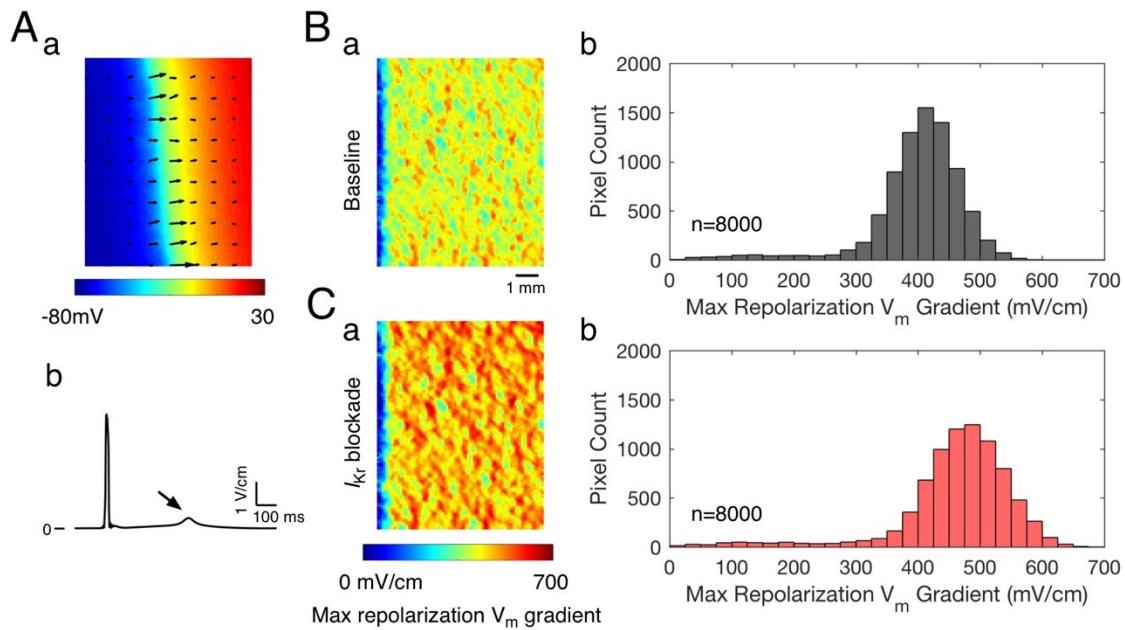 A
a
-80mV 30
b
1 V/cm
100 ms
0
B
a
Baseline
1 mm
b
2000
1500
1000
500
0
Pixel Count
n=8000
0 100 200 300 400 500 600 700
Max Repolarization Vm Gradient (mV/cm)
C
a
IKr blockade
0 mV/cm 700
Max repolarization Vm gradient
b
2000
1500
1000
500
0
Pixel Count
n=8000
0 100 200 300 400 500 600 700
Max Repolarization Vm Gradient (mV/cm)